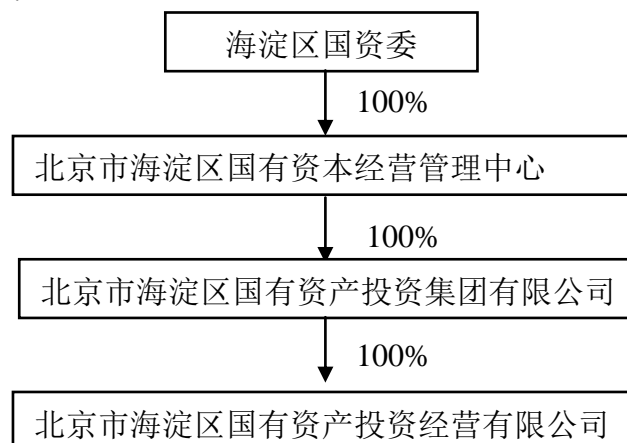 海淀区国资委
100%
北京市海淀区国有资本经营管理中心
100%
北京市海淀区国有资产投资集团有限公司
100%
北京市海淀区国有资产投资经营有限公司